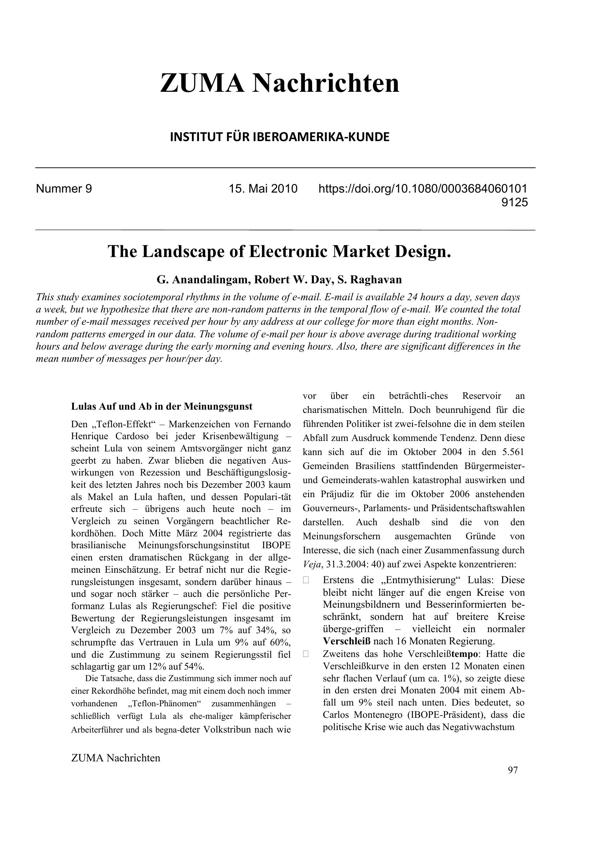 ZUMA Nachrichten
INSTITUT FÜR IBEROAMERIKA-KUNDE
Nummer 9 15. Mai 2010 https://doi.org/10.1080/0003684060101
9125
The Landscape of Electronic Market Design.
G. Anandalingam, Robert W. Day, S. Raghavan
This study examines sociotemporal rhythms in the volume of e-mail. E-mail is available 24 hours a day, seven days
a week, but we hypothesize that there are non-random patterns in the temporal flow of e-mail. We counted the total
number of e-mail messages received per hour by any address at our college for more than eight months. Non-
random patterns emerged in our data. The volume of e-mail per hour is above average during traditional working
hours and below average during the early morning and evening hours. Also, there are significant differences in the
mean number of messages per hour/per day.
Lulas Auf und Ab in der Meinungsgunst
Den „Teflon-Effekt“ – Markenzeichen von Fernando
Henrique Cardoso bei jeder Krisenbewältigung –
scheint Lula von seinem Amtsvorgänger nicht ganz
geerbt zu haben. Zwar blieben die negativen Aus-
wirkungen von Rezession und Beschäftigungslosig-
keit des letzten Jahres noch bis Dezember 2003 kaum
als Makel an Lula haften, und dessen Populari-tät
erfreute sich – übrigens auch heute noch – im
Vergleich zu seinen Vorgängern beachtlicher Re-
kordhöhen. Doch Mitte März 2004 registrierte das
brasilianische Meinungsforschungsinstitut IBOPE
einen ersten dramatischen Rückgang in der allge-
meinen Einschätzung. Er betraf nicht nur die Regie-
rungsleistungen insgesamt, sondern darüber hinaus –
und sogar noch stärker – auch die persönliche Per-
formanz Lulas als Regierungschef: Fiel die positive
Bewertung der Regierungsleistungen insgesamt im
Vergleich zu Dezember 2003 um 7% auf 34%, so
schrumpfte das Vertrauen in Lula um 9% auf 60%,
und die Zustimmung zu seinem Regierungsstil fiel
schlagartig gar um 12% auf 54%.
Die Tatsache, dass die Zustimmung sich immer noch auf
einer Rekordhöhe befindet, mag mit einem doch noch immer
vorhandenen „Teflon-Phänomen“ zusammenhängen –
schließlich verfügt Lula als ehe-maliger kämpferischer
Arbeiterführer und als begna-deter Volkstribun nach wie
vor über ein beträchtli-ches Reservoir an
charismatischen Mitteln. Doch beunruhigend für die
führenden Politiker ist zwei-felsohne die in dem steilen
Abfall zum Ausdruck kommende Tendenz. Denn diese
kann sich auf die im Oktober 2004 in den 5.561
Gemeinden Brasiliens stattfindenden Bürgermeister-
und Gemeinderats-wahlen katastrophal auswirken und
ein Präjudiz für die im Oktober 2006 anstehenden
Gouverneurs-, Parlaments- und Präsidentschaftswahlen
darstellen. Auch deshalb sind die von den
Meinungsforschern ausgemachten Gründe von
Interesse, die sich (nach einer Zusammenfassung durch
Veja, 31.3.2004: 40) auf zwei Aspekte konzentrieren:
Erstens die „Entmythisierung“ Lulas: Diese
bleibt nicht länger auf die engen Kreise von
Meinungsbildnern und Besserinformierten be-
schränkt, sondern hat auf breitere Kreise
überge-griffen – vielleicht ein normaler
Verschleiß nach 16 Monaten Regierung.
Zweitens das hohe Verschleißtempo: Hatte die
Verschleißkurve in den ersten 12 Monaten einen
sehr flachen Verlauf (um ca. 1%), so zeigte diese
in den ersten drei Monaten 2004 mit einem Ab-
fall um 9% steil nach unten. Dies bedeutet, so
Carlos Montenegro (IBOPE-Präsident), dass die
politische Krise wie auch das Negativwachstum
ZUMA Nachrichten
97